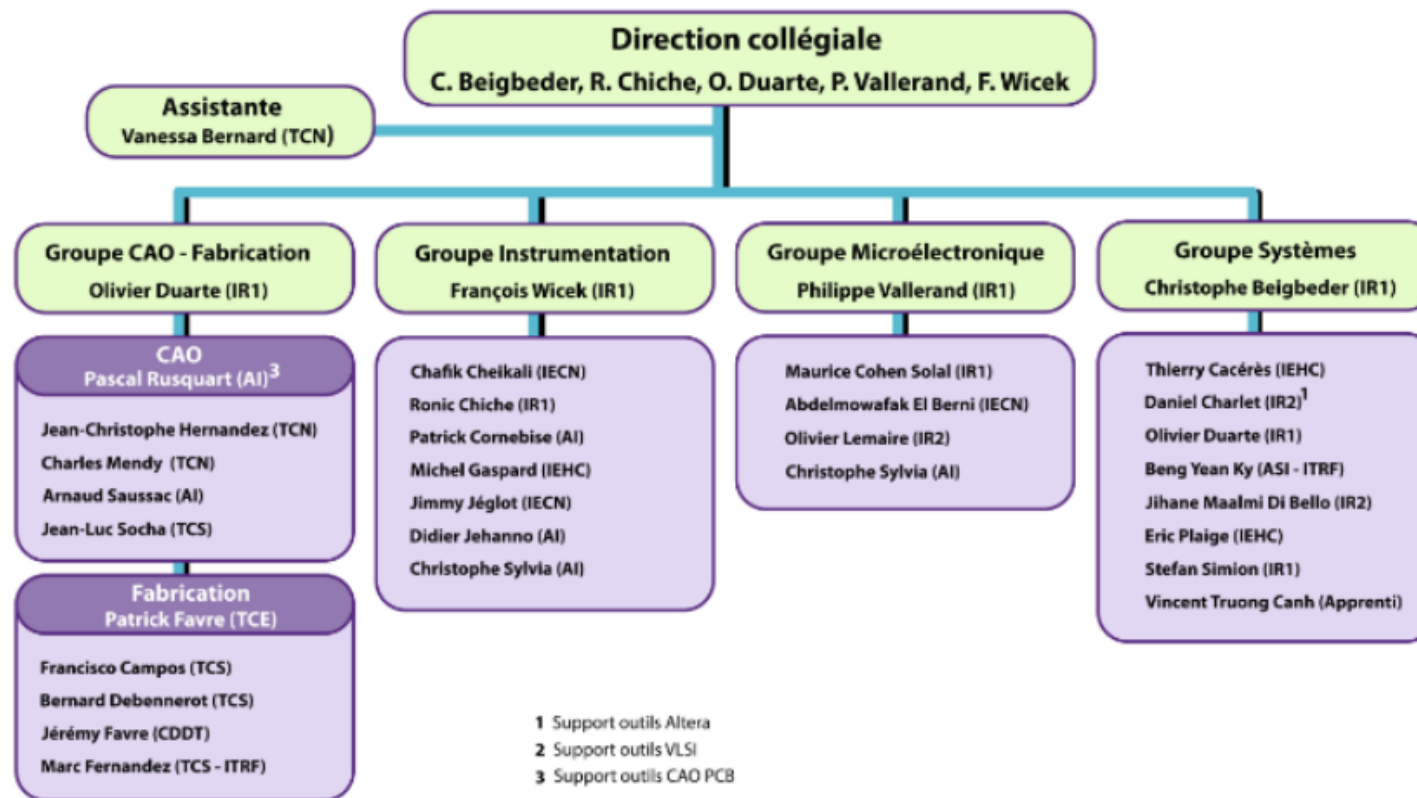 Direction collégiale
C. Beigbeder, R. Chiche, O. Duarte, P. Vallerand, F. Wicek
Assistante
Vanessa Bernard (TCN)
Groupe CAO - Fabrication
Olivier Duarte (IR1)
CAO
Pascal Rusquart (AI)3
Jean-Christophe Hernandez (TCN)
Charles Mendy (TCN)
Arnaud Saussac (AI)
Jean-Luc Socha (TCS)
Fabrication
Patrick Favre (TCE)
Francisco Campos (TCS)
Bernard Debennerot (TCS)
Jérémy Favre (CDDT)
Marc Fernandez (TCS - ITRF)
Groupe Instrumentation
François Wicek (IR1)
Chafik Cheikali (IECN)
Ronic Chiche (IR1)
Patrick Cornebise (AI)
Michel Gaspard (IEHC)
Jimmy Jéglot (IECN)
Didier Jehanno (AI)
Christophe Sylvia (AI)
Groupe Microélectronique
Philippe Vallerand (IR1)
Maurice Cohen Solal (IR1)
Abdelmowafak El Berni (IECN)
Olivier Lemaire (IR2)
Christophe Sylvia (AI)
Groupe Systèmes
Christophe Beigbeder (IR1)
Thierry Cacérès (IEHC)
Daniel Charlet (IR2)1
Olivier Duarte (IR1)
Beng Yean Ky (ASI - ITRF)
Jihane Maalmi Di Bello (IR2)
Eric Plaige (IEHC)
Stefan Simion (IR1)
Vincent Truong Canh (Apprenti)
1 Support outils Altera
2 Support outils VLSI
3 Support outils CAO PCB